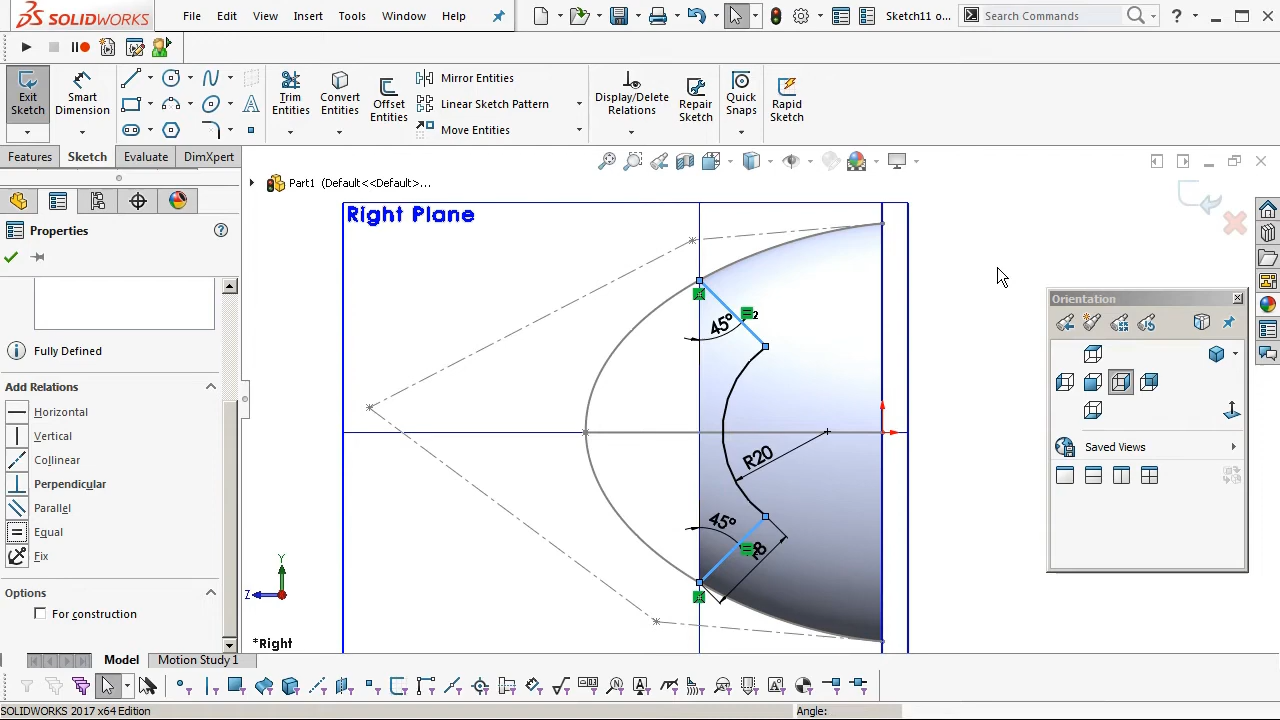 SOLIDWORKS
File
Edit
View
Insert
Tools
Window
Help
Sketch11 o...
Search Commands
Exit Sketch
Smart Dimension
Trim Entities
Convert Entities
Offset Entities
Mirror Entities
Linear Sketch Pattern
Move Entities
Display/Delete Relations
Repair Sketch
Quick Snaps
Rapid Sketch
Features
Sketch
Evaluate
DimXpert
Part1 (Default<<Default>...
Properties
Fully Defined
Add Relations
Horizontal
Vertical
Collinear
Perpendicular
Parallel
Equal
Fix
Options
For construction
Right Plane
45°
2
R20
45°
Y
Z
*Right
Orientation
Saved Views
Model
Motion Study 1
SOLIDWORKS 2017 x64 Edition
Angle: